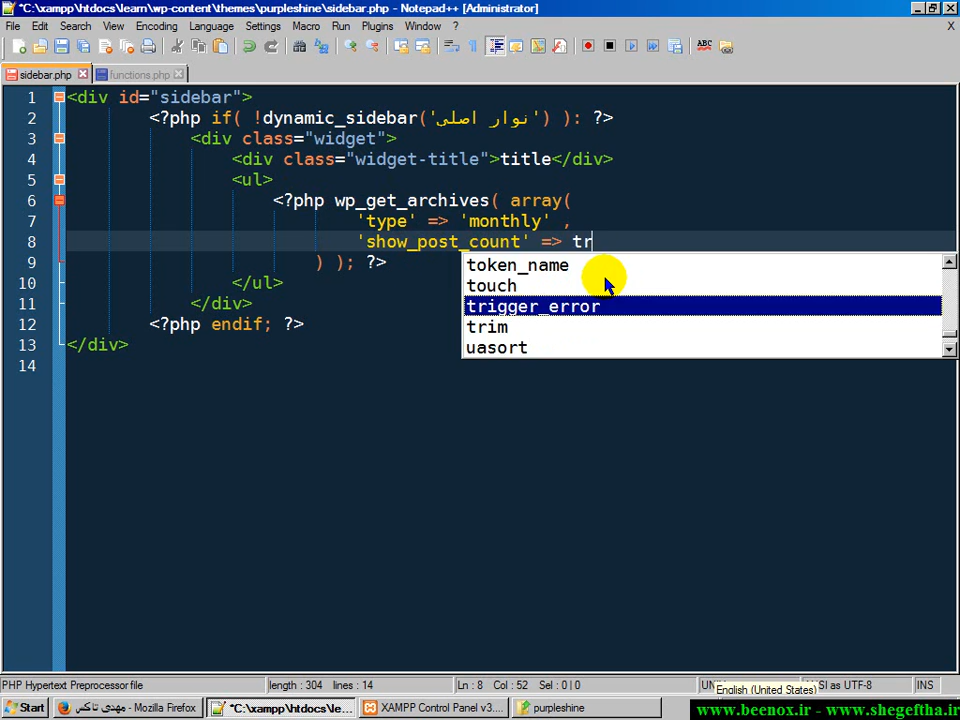 *C:\xampp\htdocs\learn\wp-content\themes\purpleshine\sidebar.php - Notepad++ [Administrator]
File Edit Search View Encoding Language Settings Macro Run Plugins Window ? X
ABC
sidebar.php functions.php
1 <div id="sidebar">
2 <?php if( !dynamic_sidebar('نوار اصلی') ): ?>
3 <div class="widget">
4 <div class="widget-title">title</div>
5 <ul>
6 <?php wp_get_archives( array(
7 'type' => 'monthly' ,
8 'show_post_count' => tr
9 ) ); ?>
10 </ul>
11 </div>
12 <?php endif; ?>
13 </div>
14
token_name
touch
trigger_error
trim
uasort
PHP Hypertext Preprocessor file length : 304 lines : 14 Ln : 8 Col : 52 Sel : 0 | 0 AS UTF-8 INS
English (United States)
Start مهدی تاکس - Mozilla Firefox *C:\xampp\htdocs\le... XAMPP Control Panel v3.... purpleshine
www.beenox.ir - www.shegeftha.ir